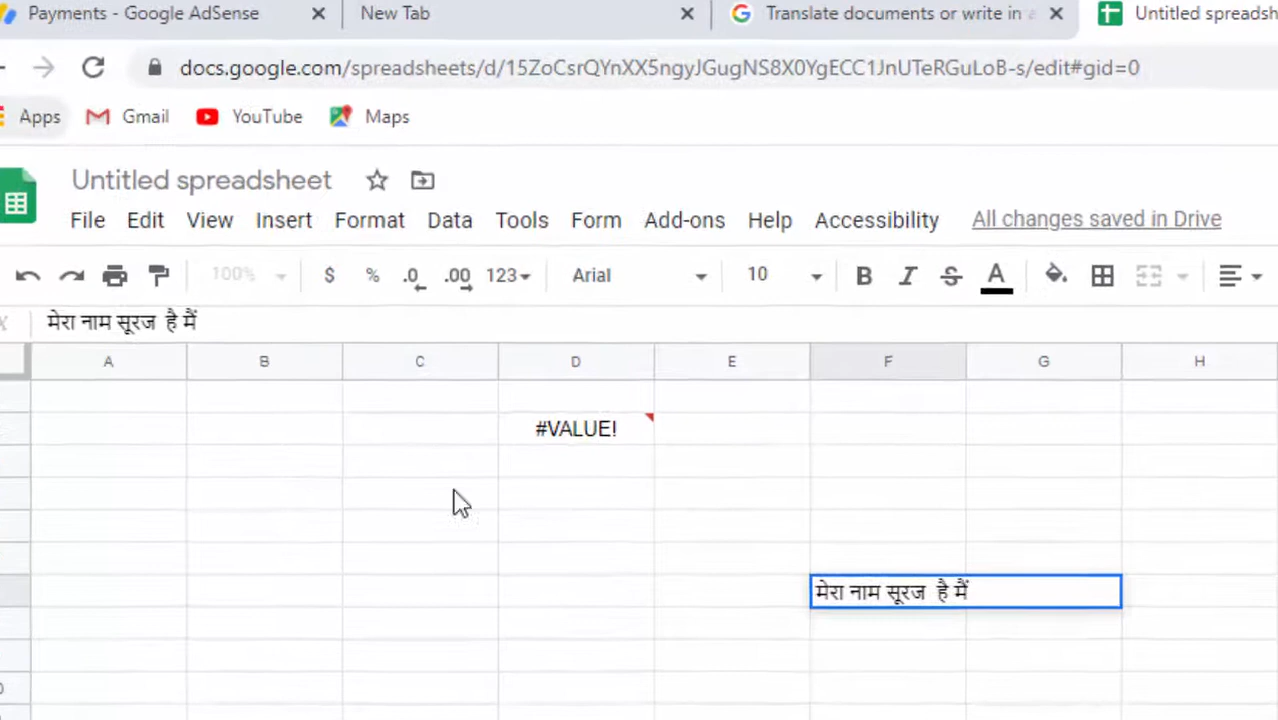 Payments - Google AdSense
New Tab
Translate documents or write in a
Untitled spreadsh
docs.google.com/spreadsheets/d/15ZoCsrQYnXX5ngyJGugNS8X0YgECC1JnUTeRGuLoB-s/edit#gid=0
Apps Gmail YouTube Maps
Untitled spreadsheet
File Edit View Insert Format Data Tools Form Add-ons Help Accessibility All changes saved in Drive
100% $ % .0 .00 123 Arial 10 B I S A
मेरा नाम सूरज है मैं
A B C D E F G H
#VALUE!
मेरा नाम सूरज है मैं